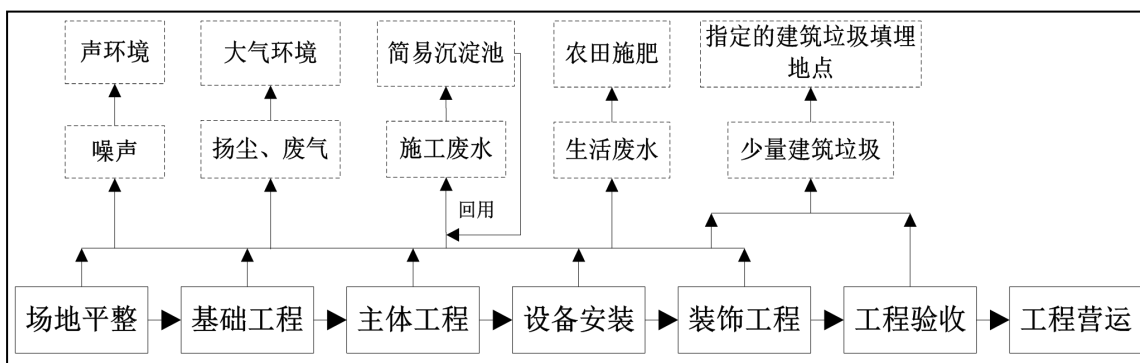 声环境
大气环境
简易沉淀池
农田施肥
指定的建筑垃圾填埋
地点
噪声
扬尘、废气
施工废水
生活废水
少量建筑垃圾
回用
场地平整
基础工程
主体工程
设备安装
装饰工程
工程验收
工程营运